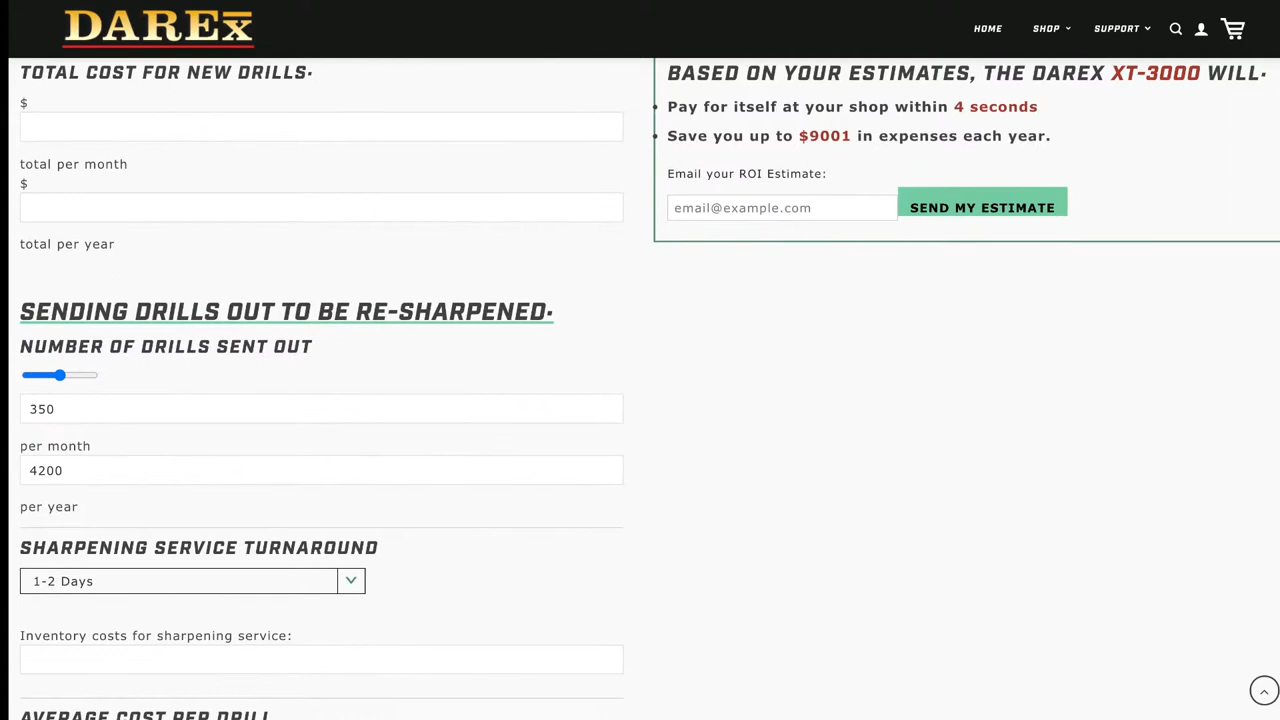 DAREX
HOME
SHOP
SUPPORT
TOTAL COST FOR NEW DRILLS.
$
total per month
$
total per year
SENDING DRILLS OUT TO BE RE-SHARPENED.
NUMBER OF DRILLS SENT OUT
350
per month
4200
per year
SHARPENING SERVICE TURNAROUND
1-2 Days
Inventory costs for sharpening service:
AVERAGE COST PER DRILL
BASED ON YOUR ESTIMATES, THE DAREX XT-3000 WILL.
Pay for itself at your shop within 4 seconds
Save you up to $9001 in expenses each year.
Email your ROI Estimate:
email@example.com
SEND MY ESTIMATE